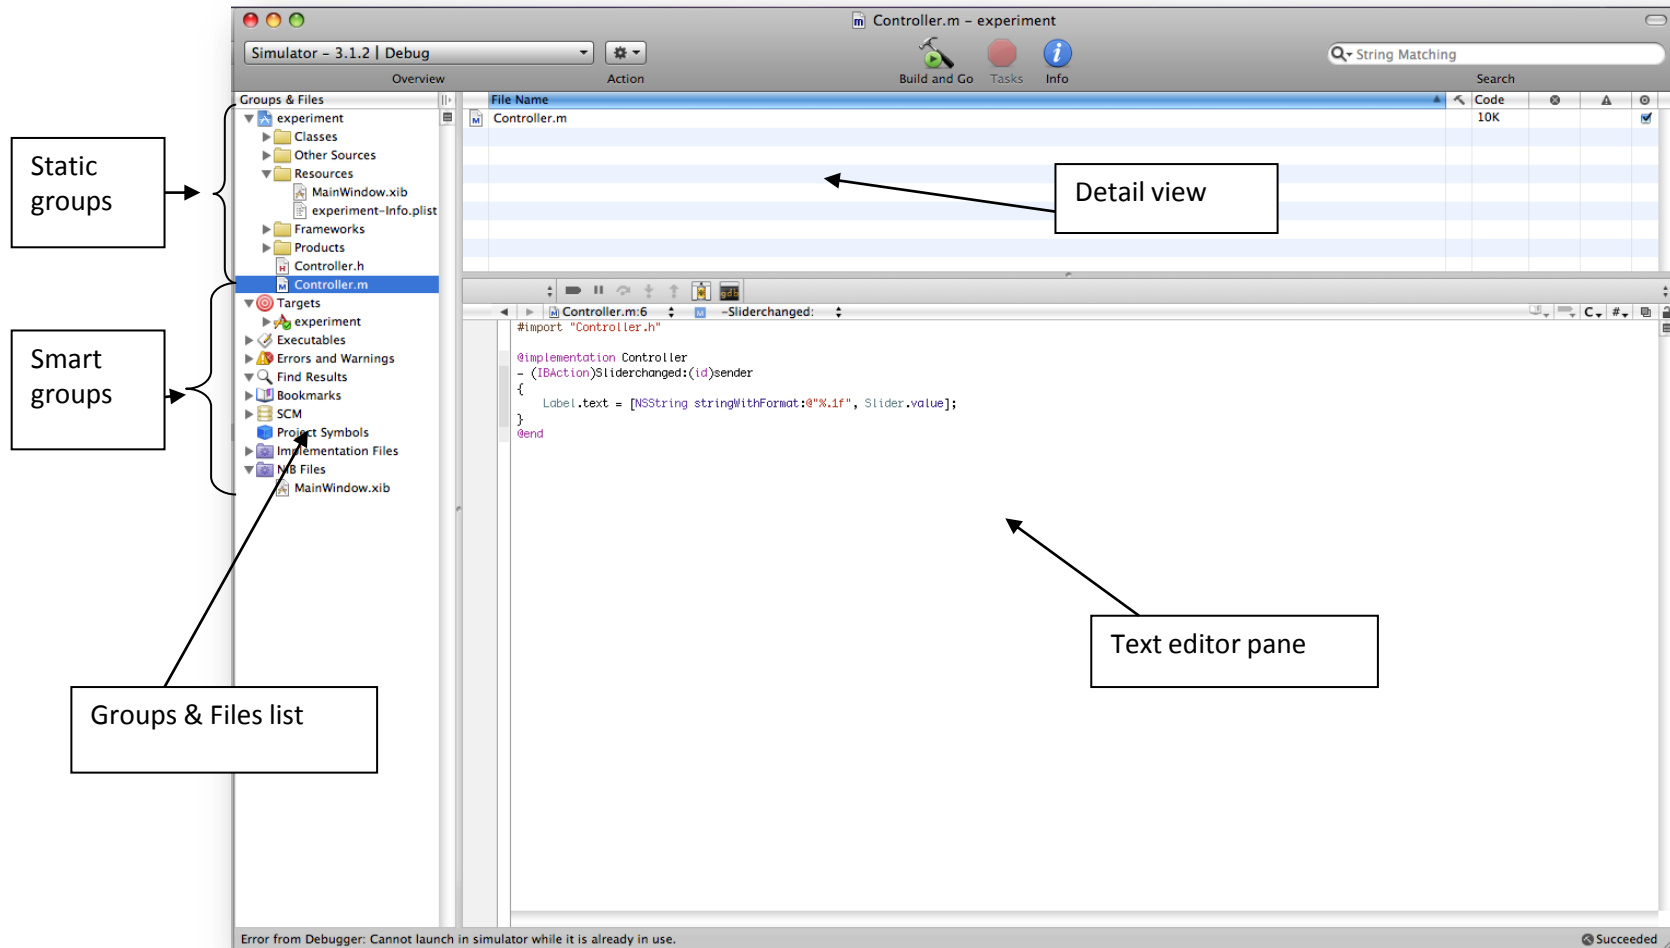 Controller.m – experiment
Simulator – 3.1.2 | Debug
String Matching
Overview
Action
Build and Go
Tasks
Info
Search
Groups & Files
File Name
Code
experiment
Controller.m
10K
Classes
Other Sources
Resources
MainWindow.xib
experiment-Info.plist
Frameworks
Products
Controller.h
Controller.m
Targets
experiment
Executables
Errors and Warnings
Find Results
Bookmarks
SCM
Project Symbols
Implementation Files
NIB Files
MainWindow.xib
Static
groups
Smart
groups
Groups & Files list
Detail view
gdb
Controller.m:6
-Sliderchanged:
C
#
#import "Controller.h"
@implementation Controller
- (IBAction)Sliderchanged:(id)sender
{
Label.text = [NSString stringWithFormat:@"%.1f", Slider.value];
}
@end
Text editor pane
Error from Debugger: Cannot launch in simulator while it is already in use.
Succeeded